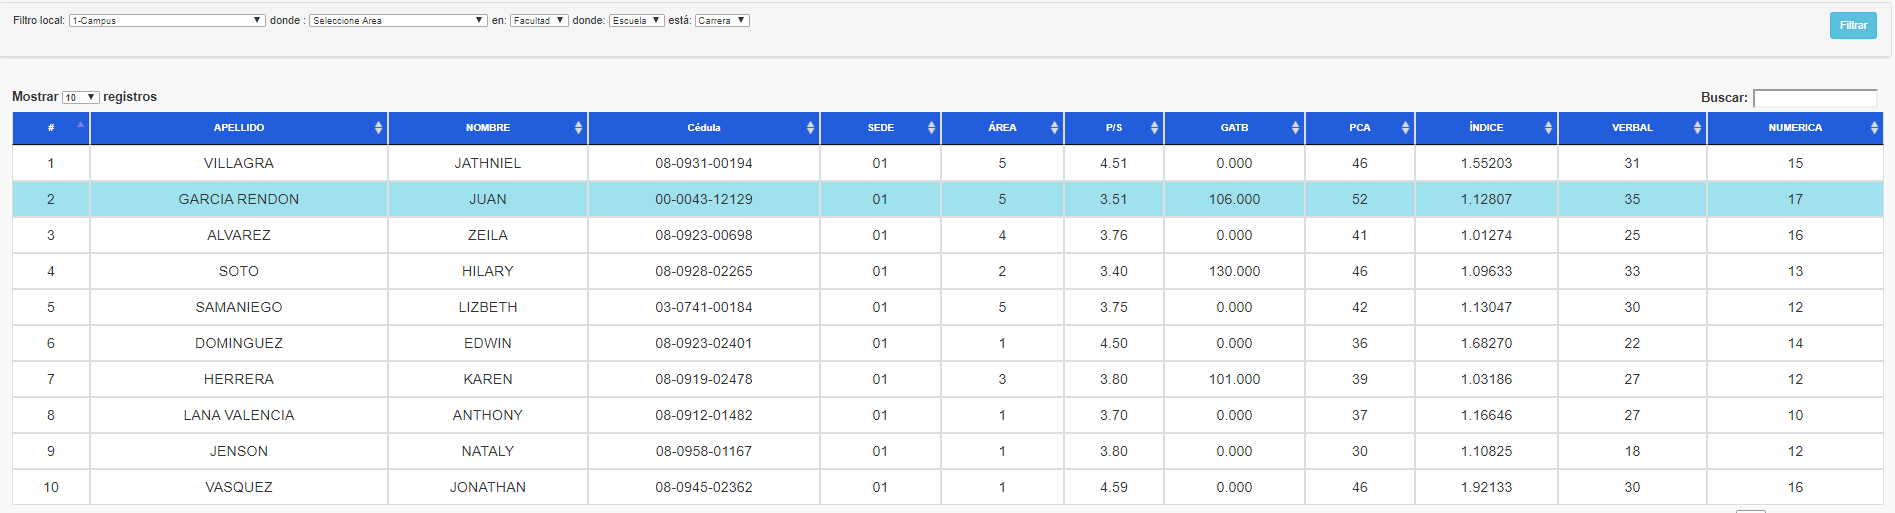 Filtro local: 1-Campus donde : Seleccione Area en: Facultad donde: Escuela está: Carrera Filtrar
Mostrar 10 registros Buscar:
# APELLIDO NOMBRE Cédula SEDE ÁREA P/S GATB PCA ÍNDICE VERBAL NUMERICA
1 VILLAGRA JATHNIEL 08-0931-00194 01 5 4.51 0.000 46 1.55203 31 15
2 GARCIA RENDON JUAN 00-0043-12129 01 5 3.51 106.000 52 1.12807 35 17
3 ALVAREZ ZEILA 08-0923-00698 01 4 3.76 0.000 41 1.01274 25 16
4 SOTO HILARY 08-0928-02265 01 2 3.40 130.000 46 1.09633 33 13
5 SAMANIEGO LIZBETH 03-0741-00184 01 5 3.75 0.000 42 1.13047 30 12
6 DOMINGUEZ EDWIN 08-0923-02401 01 1 4.50 0.000 36 1.68270 22 14
7 HERRERA KAREN 08-0919-02478 01 3 3.80 101.000 39 1.03186 27 12
8 LANA VALENCIA ANTHONY 08-0912-01482 01 1 3.70 0.000 37 1.16646 27 10
9 JENSON NATALY 08-0958-01167 01 1 3.80 0.000 30 1.10825 18 12
10 VASQUEZ JONATHAN 08-0945-02362 01 1 4.59 0.000 46 1.92133 30 16